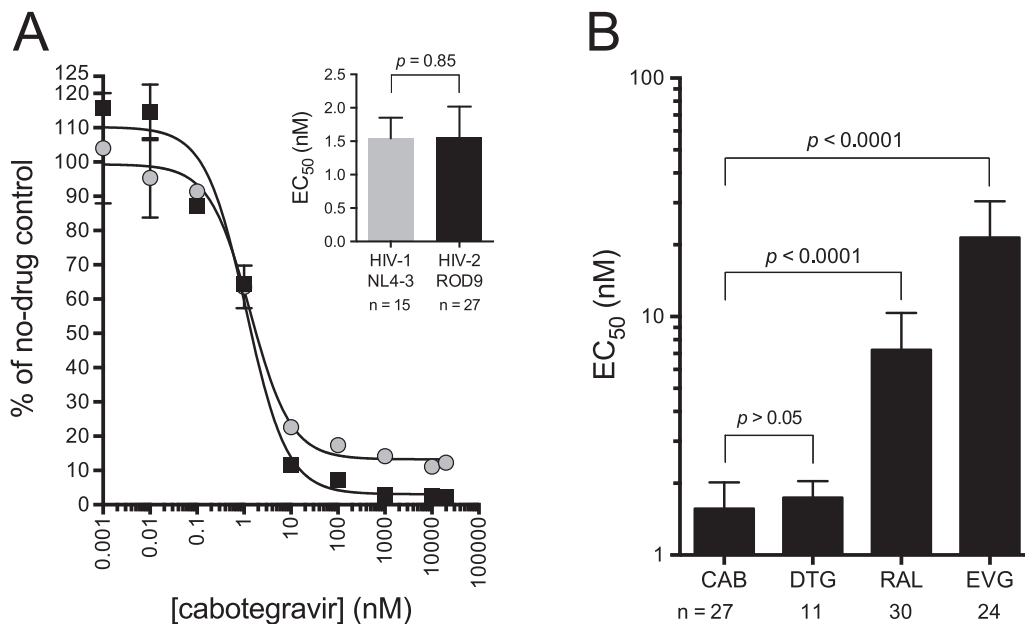 A
125
120
110
100
90
80
70
60
50
40
30
20
10
0
% of no-drug control
0.001
0.01
0.1
1
10
100
1000
10000
100000
[cabotegravir] (nM)
p = 0.85
2.5
2.0
1.5
1.0
0.5
0.0
EC50 (nM)
HIV-1 HIV-2
NL4-3 ROD9
n = 15 n = 27
B
100
10
1
EC50 (nM)
p < 0.0001
p < 0.0001
p > 0.05
CAB DTG RAL EVG
n = 27 11 30 24